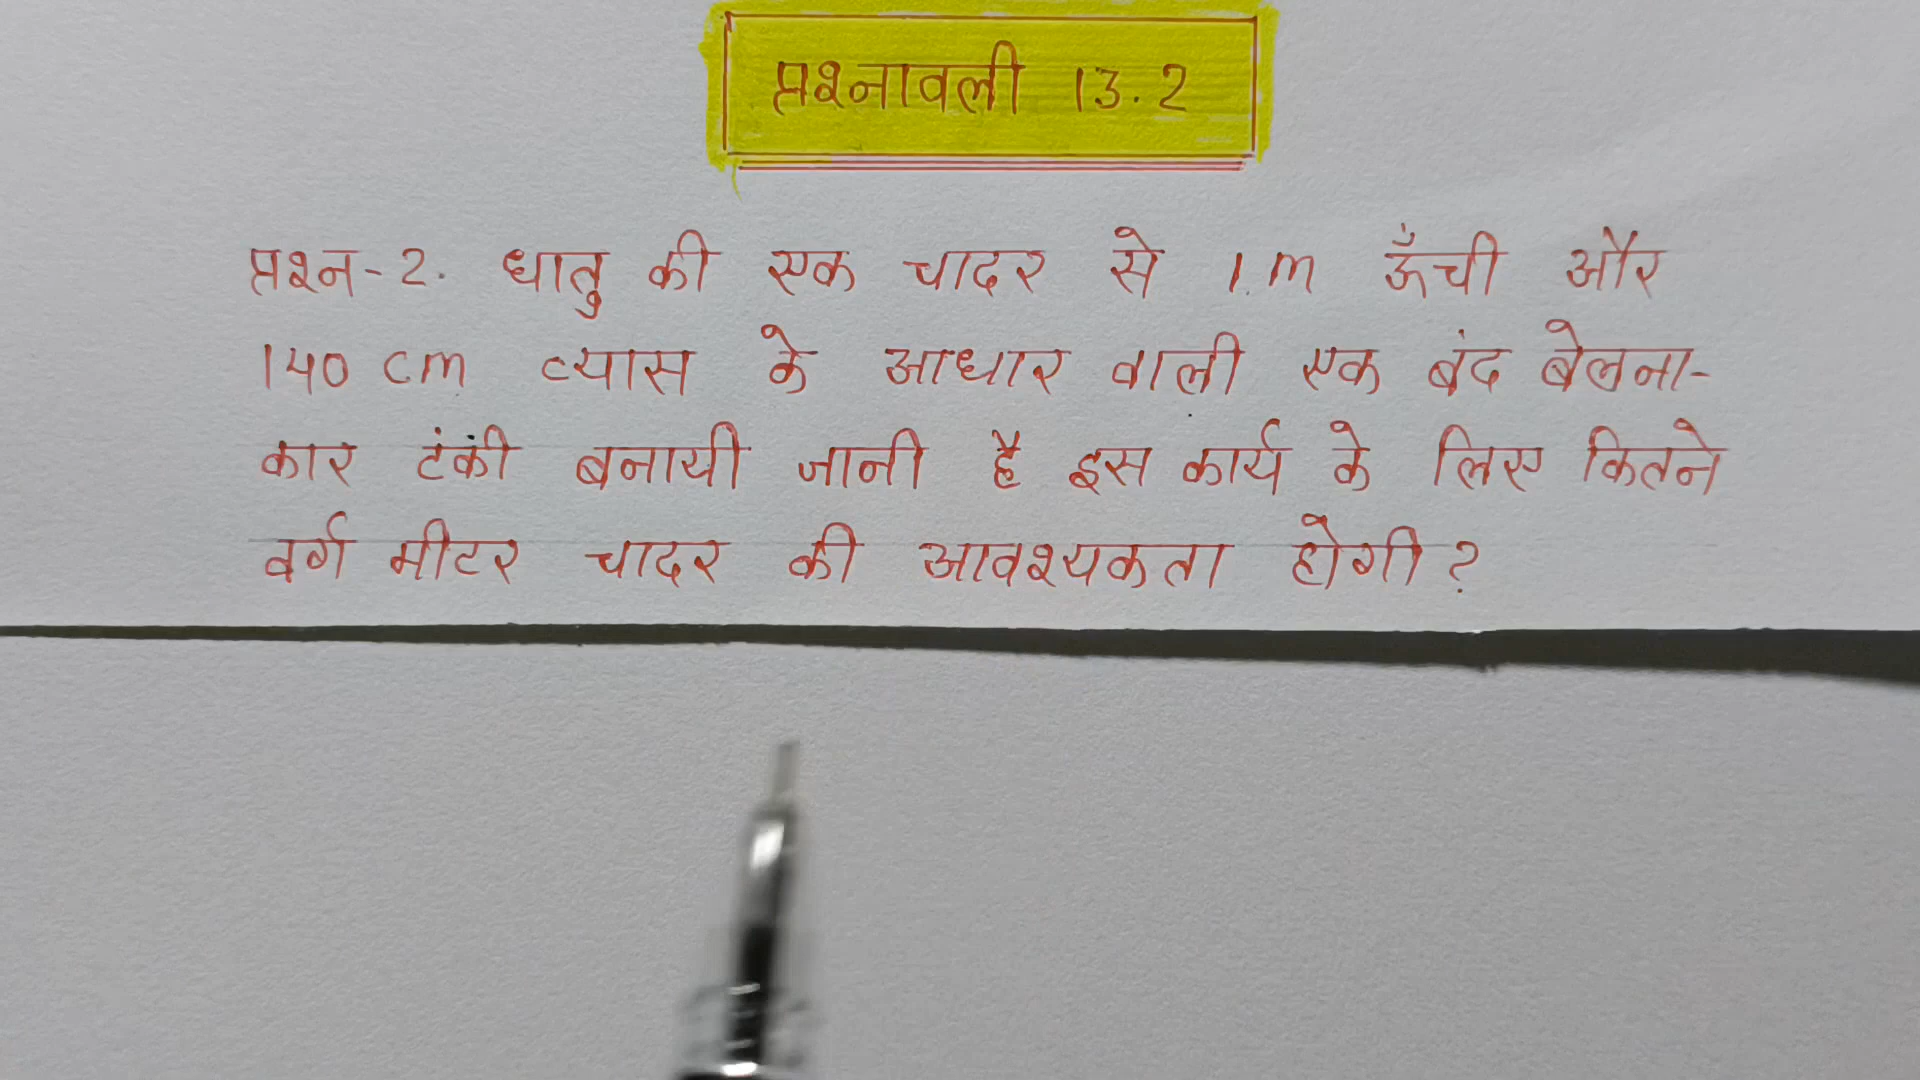 प्रश्नावली 13.2
प्रश्न-2. धातु की एक चादर से 1.m ऊँची और
140 cm व्यास के आधार वाली एक बंद बेलना-
कार टंकी बनायी जानी है इस कार्य के लिए कितने
वर्ग मीटर चादर की आवश्यकता होगी?